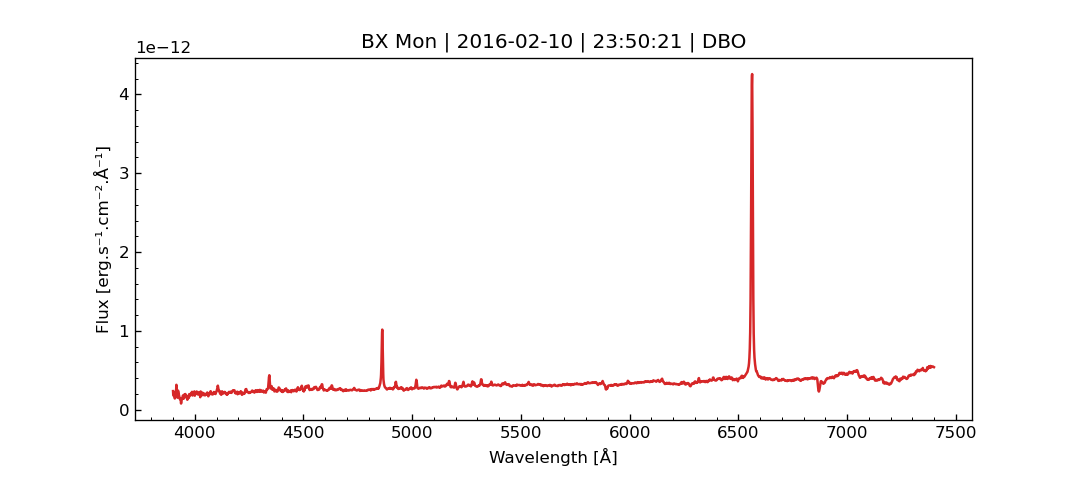 BX Mon | 2016-02-10 | 23:50:21 | DBO
1e−12
4
3
2
1
0
Flux [erg.s⁻¹.cm⁻².Å⁻¹]
4000 4500 5000 5500 6000 6500 7000 7500
Wavelength [Å]